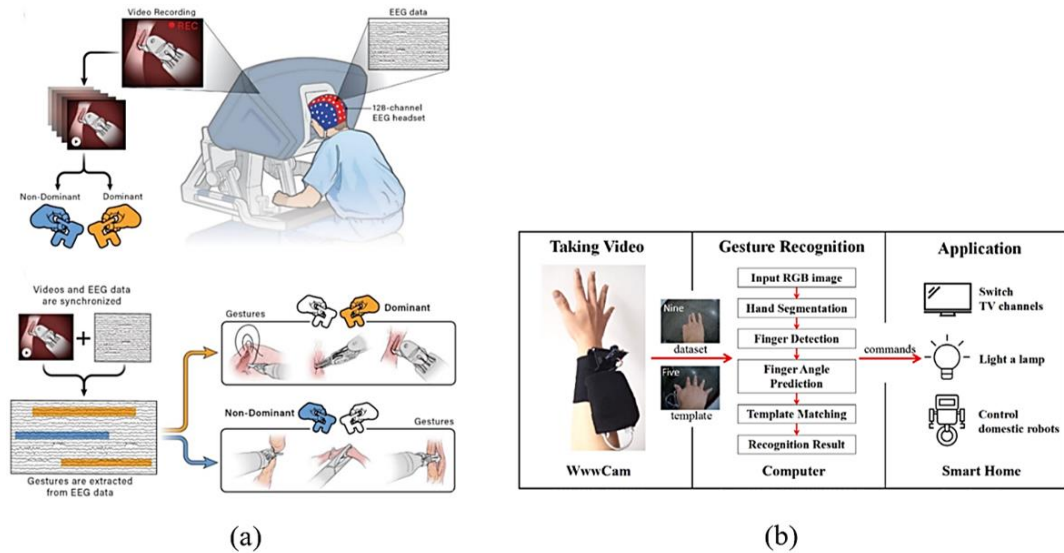 Video Recording
REC
EEG data
128-channel
EEG headset
Non-Dominant
Dominant
Videos and EEG data
are synchronized
Gestures are extracted
from EEG data
Gestures
Dominant
Non-Dominant
Gestures
(a)
Taking Video
WwwCam
Nine
dataset
Five
template
Gesture Recognition
Input RGB image
Hand Segmentation
Finger Detection
Finger Angle
Prediction
Template Matching
Recognition Result
Computer
commands
Application
Switch
TV channels
Light a lamp
Control
domestic robots
Smart Home
(b)